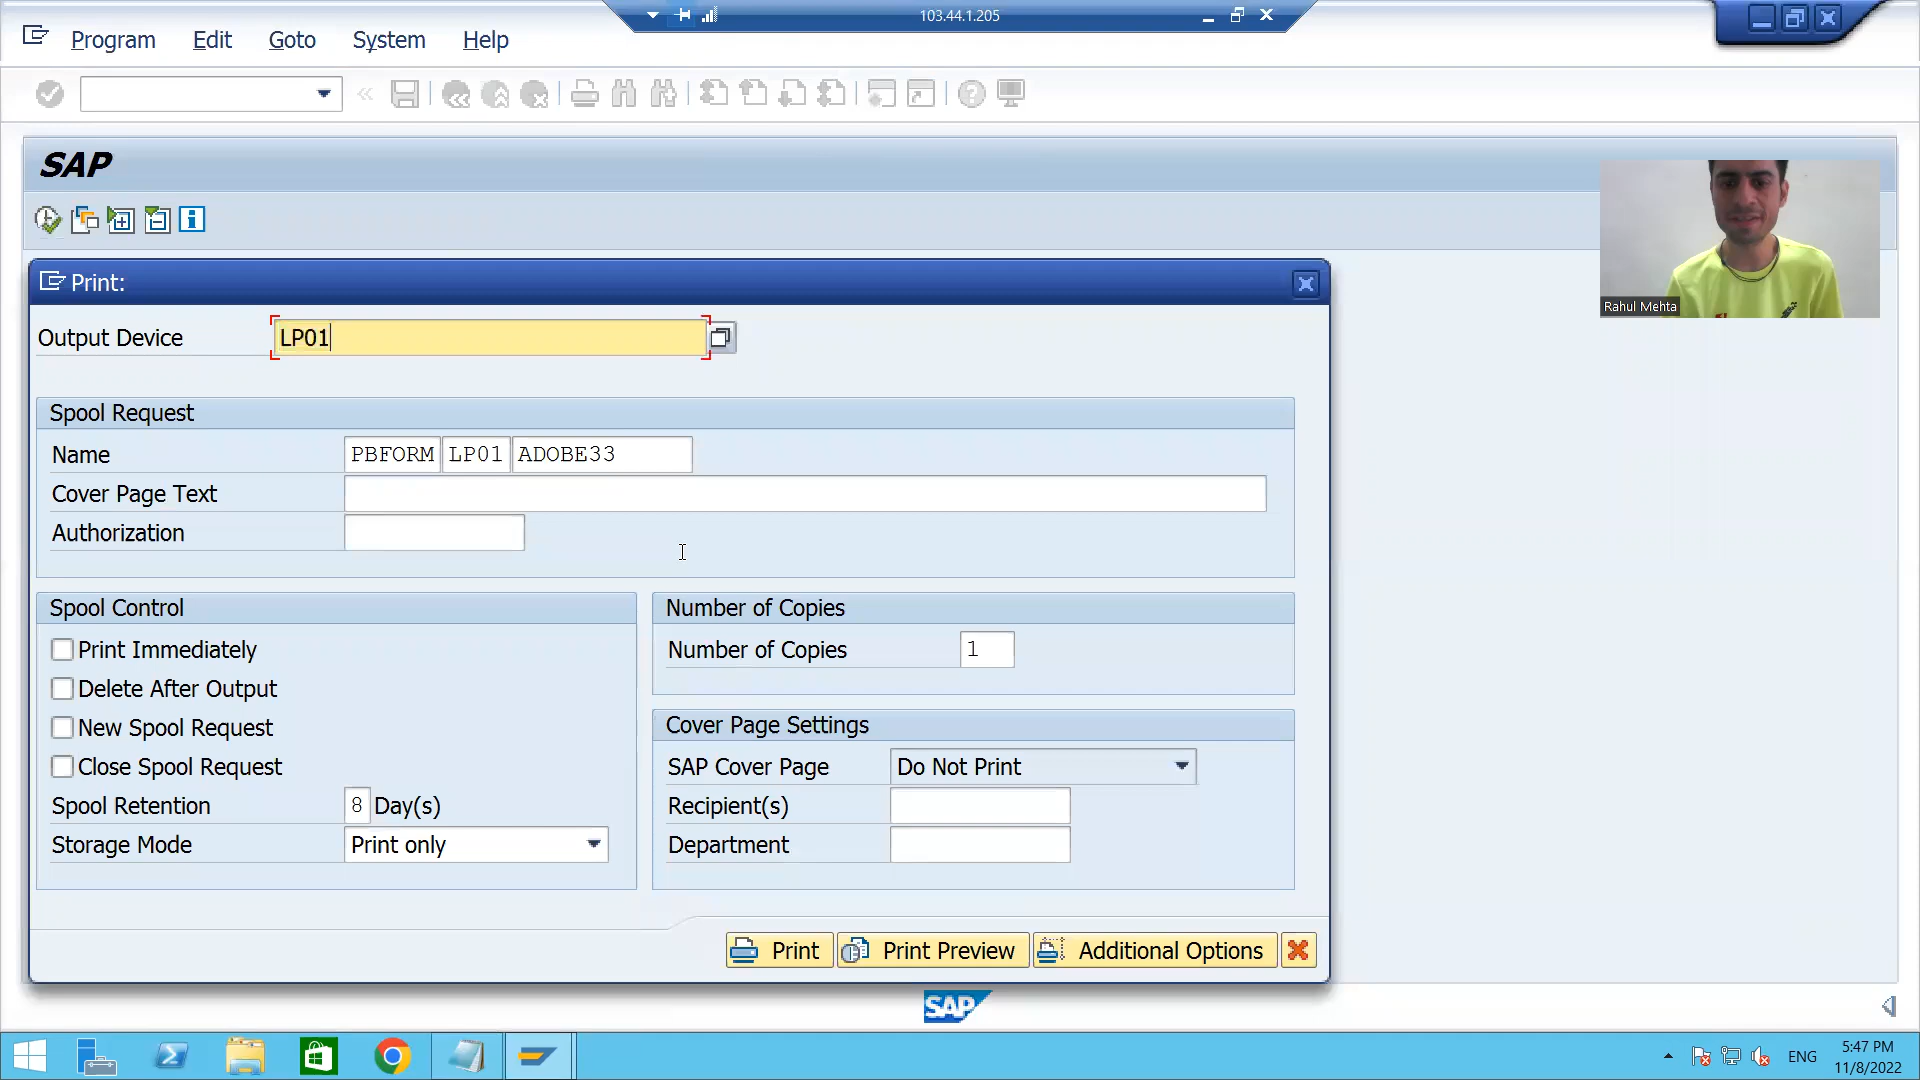 103.44.1.205
Program Edit Goto System Help
SAP
Rahul Mehta
Print:
Output Device LP01
Spool Request
Name PBFORM LP01 ADOBE33
Cover Page Text
Authorization
Spool Control
Print Immediately
Delete After Output
New Spool Request
Close Spool Request
Spool Retention 8 Day(s)
Storage Mode Print only
Number of Copies
Number of Copies 1
Cover Page Settings
SAP Cover Page Do Not Print
Recipient(s)
Department
Print Print Preview Additional Options
SAP
ENG
5:47 PM
11/8/2022